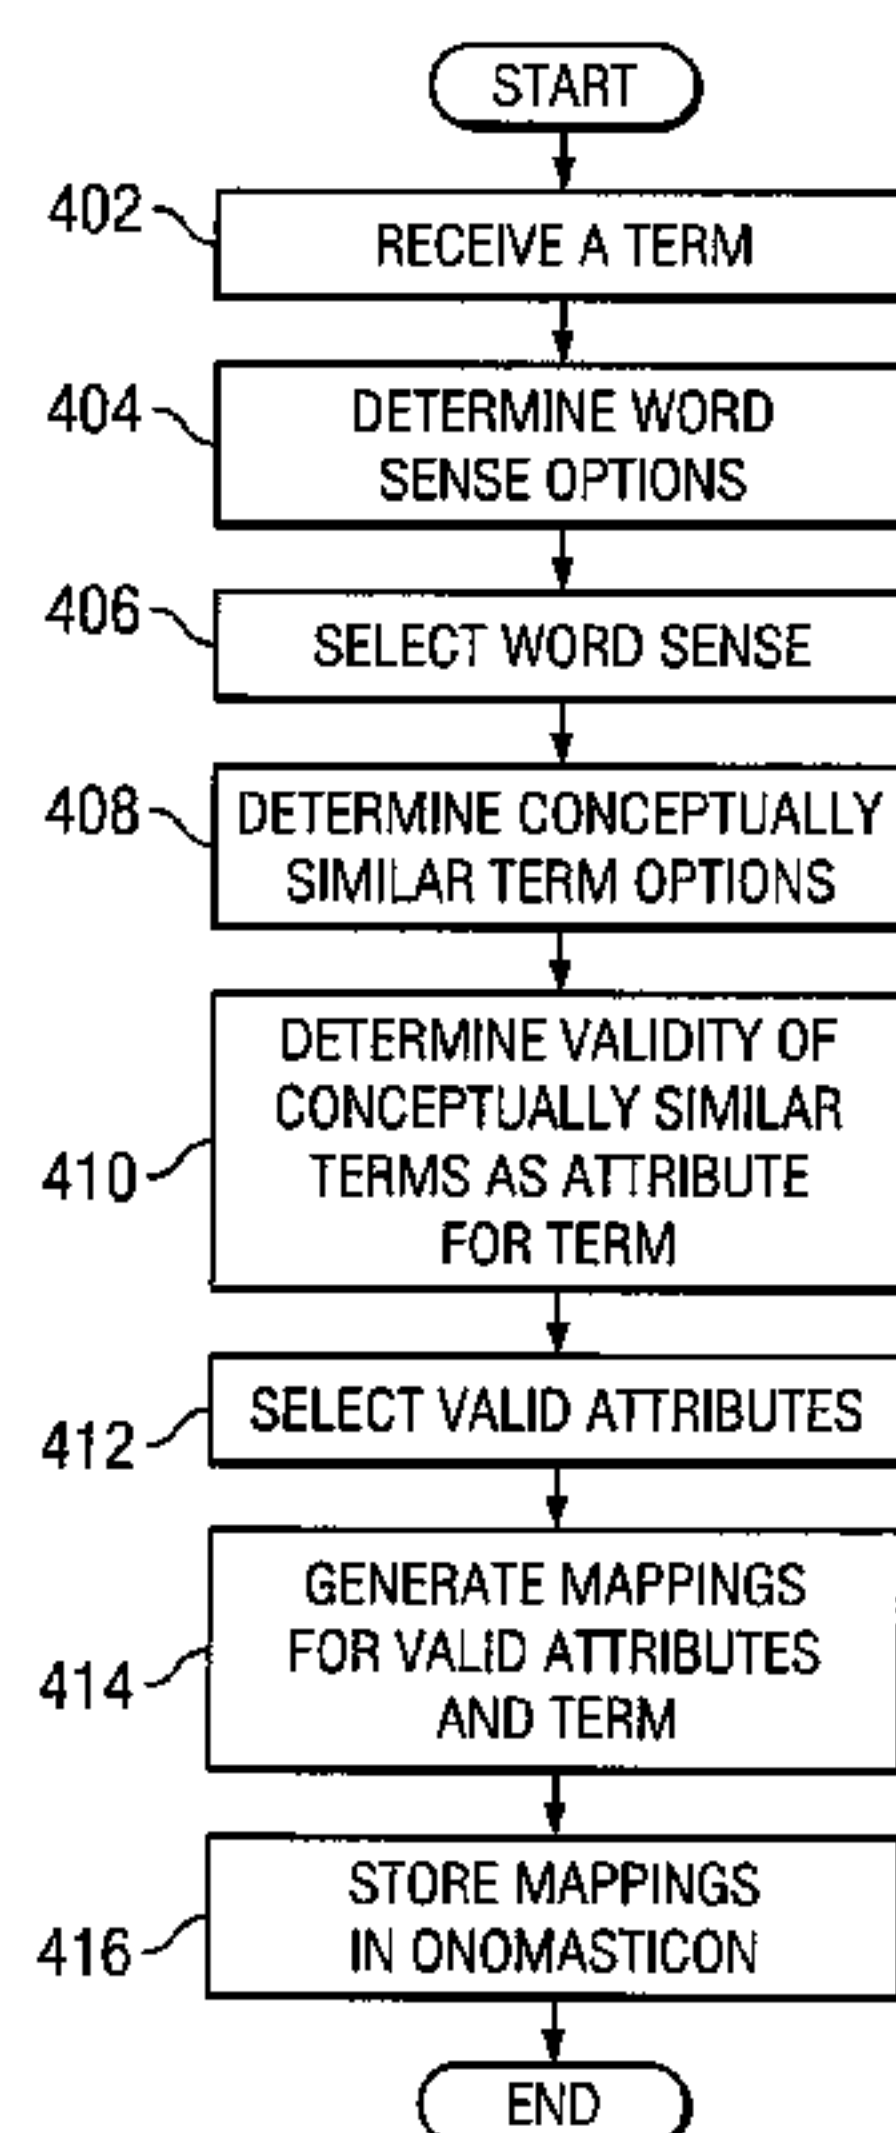 START
402
RECEIVE A TERM
404
DETERMINE WORD
SENSE OPTIONS
406
SELECT WORD SENSE
408
DETERMINE CONCEPTUALLY
SIMILAR TERM OPTIONS
410
DETERMINE VALIDITY OF
CONCEPTUALLY SIMILAR
TERMS AS ATTRIBUTE
FOR TERM
412
SELECT VALID ATTRIBUTES
414
GENERATE MAPPINGS
FOR VALID ATTRIBUTES
AND TERM
416
STORE MAPPINGS
IN ONOMASTICON
END